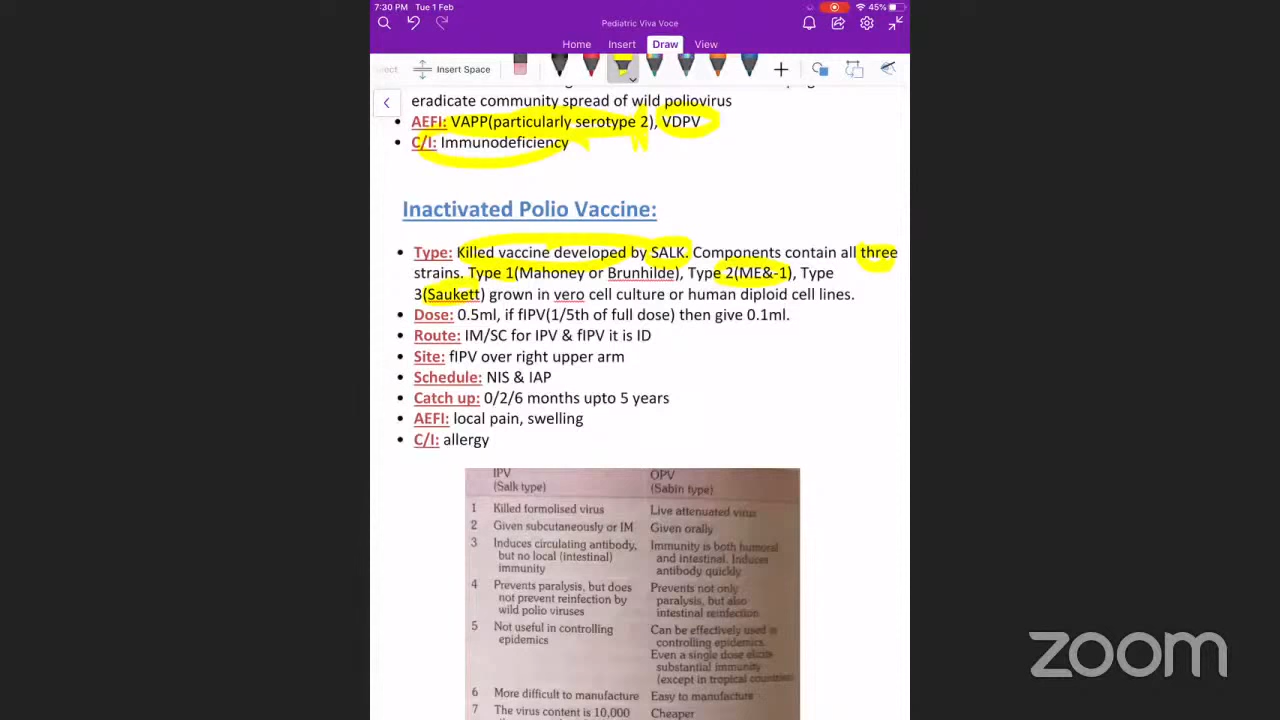 7:30 PM Tue 1 Feb
45%
Pediatric Viva Voce
Home Insert Draw View
Insert Space
eradicate community spread of wild poliovirus
• AEFI: VAPP(particularly serotype 2), VDPV
• C/I: Immunodeficiency
Inactivated Polio Vaccine:
• Type: Killed vaccine developed by SALK. Components contain all three
strains. Type 1(Mahoney or Brunhilde), Type 2(ME&-1), Type
3(Saukett) grown in vero cell culture or human diploid cell lines.
• Dose: 0.5ml, if fIPV(1/5th of full dose) then give 0.1ml.
• Route: IM/SC for IPV & fIPV it is ID
• Site: fIPV over right upper arm
• Schedule: NIS & IAP
• Catch up: 0/2/6 months upto 5 years
• AEFI: local pain, swelling
• C/I: allergy
IPV OPV
(Salk type) (Sabin type)
1 Killed formolised virus Live attenuated virus
2 Given subcutaneously or IM Given orally
3 Induces circulating antibody, Immunity is both humoral
but no local (intestinal) and intestinal. Induces
immunity antibody quickly
4 Prevents paralysis, but does Prevents not only
not prevent reinfection by paralysis, but also
wild polio viruses intestinal reinfection
5 Not useful in controlling Can be effectively used in
epidemics controlling epidemics.
Even a single dose elicits
substantial immunity
(except in tropical countries
6 More difficult to manufacture Easy to manufacture
7 The virus content is 10,000 Cheaper
zoom